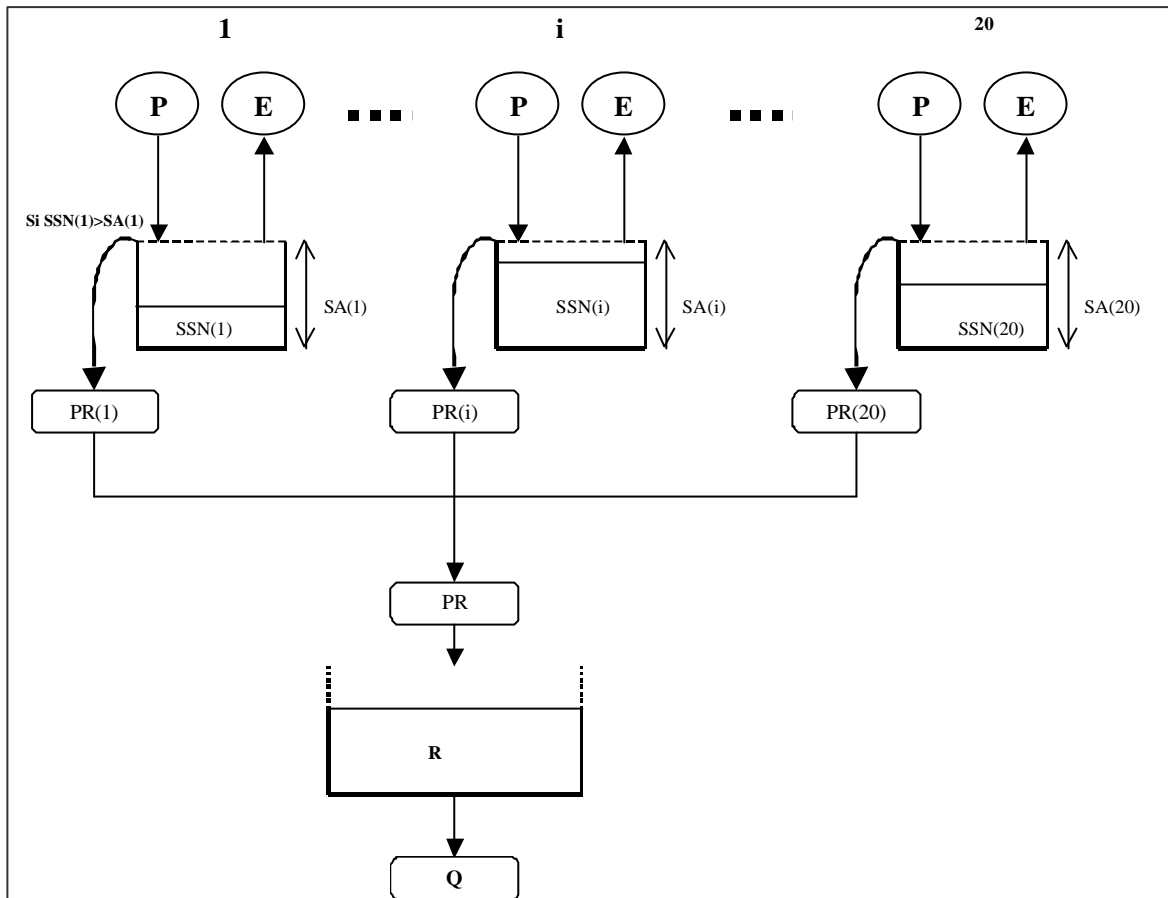 1 i 20
P E P E P E
Si SSN(1)>SA(1)
SSN(1) SA(1) SSN(i) SA(i) SSN(20) SA(20)
PR(1) PR(i) PR(20)
PR
R
Q